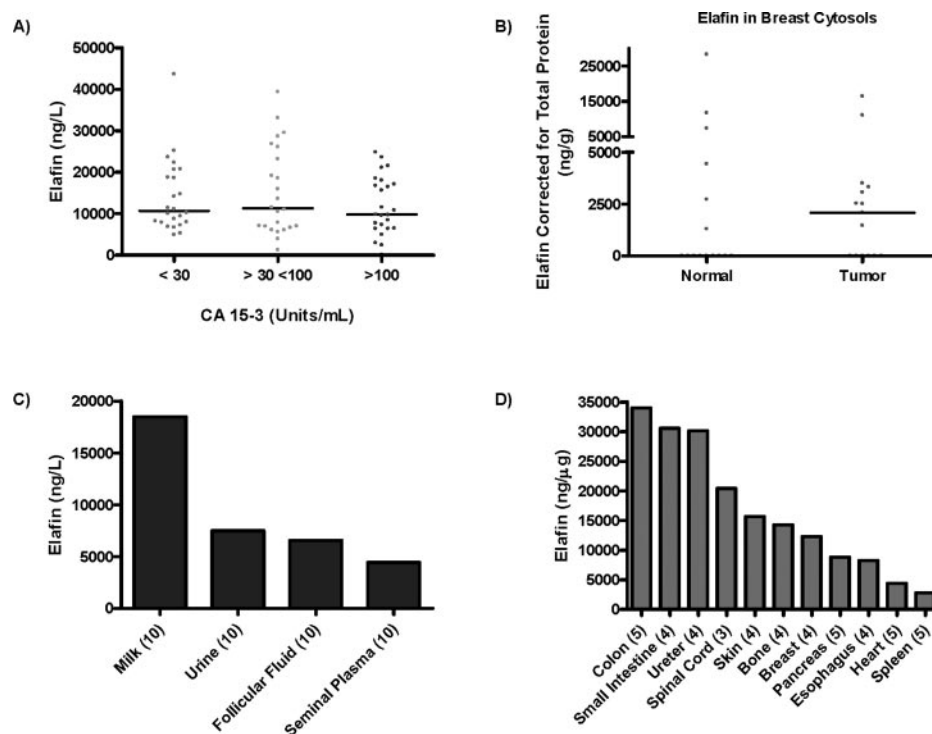 A)
50000
40000
30000
20000
10000
0
Elafin (ng/L)
< 30
> 30 <100
>100
CA 15-3 (Units/mL)
B)
Elafin in Breast Cytosols
Elafin Corrected for Total Protein
(ng/g)
25000
15000
5000
5000
2500
0
Normal
Tumor
C)
20000
15000
10000
5000
0
Elafin (ng/L)
Milk (10)
Urine (10)
Follicular Fluid (10)
Seminal Plasma (10)
D)
35000
30000
25000
20000
15000
10000
5000
0
Elafin (ng/μg)
Colon (5)
Small Intestine (4)
Ureter (4)
Spinal Cord (3)
Skin (4)
Bone (4)
Breast (4)
Pancreas (5)
Esophagus (4)
Heart (5)
Spleen (5)